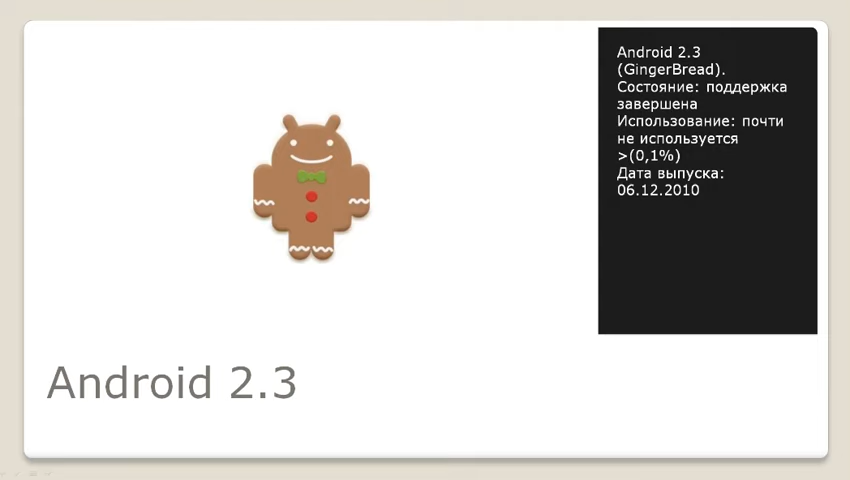 Android 2.3
(GingerBread).
Состояние: поддержка
завершена
Использование: почти
не используется
>(0,1%)
Дата выпуска:
06.12.2010
Android 2.3